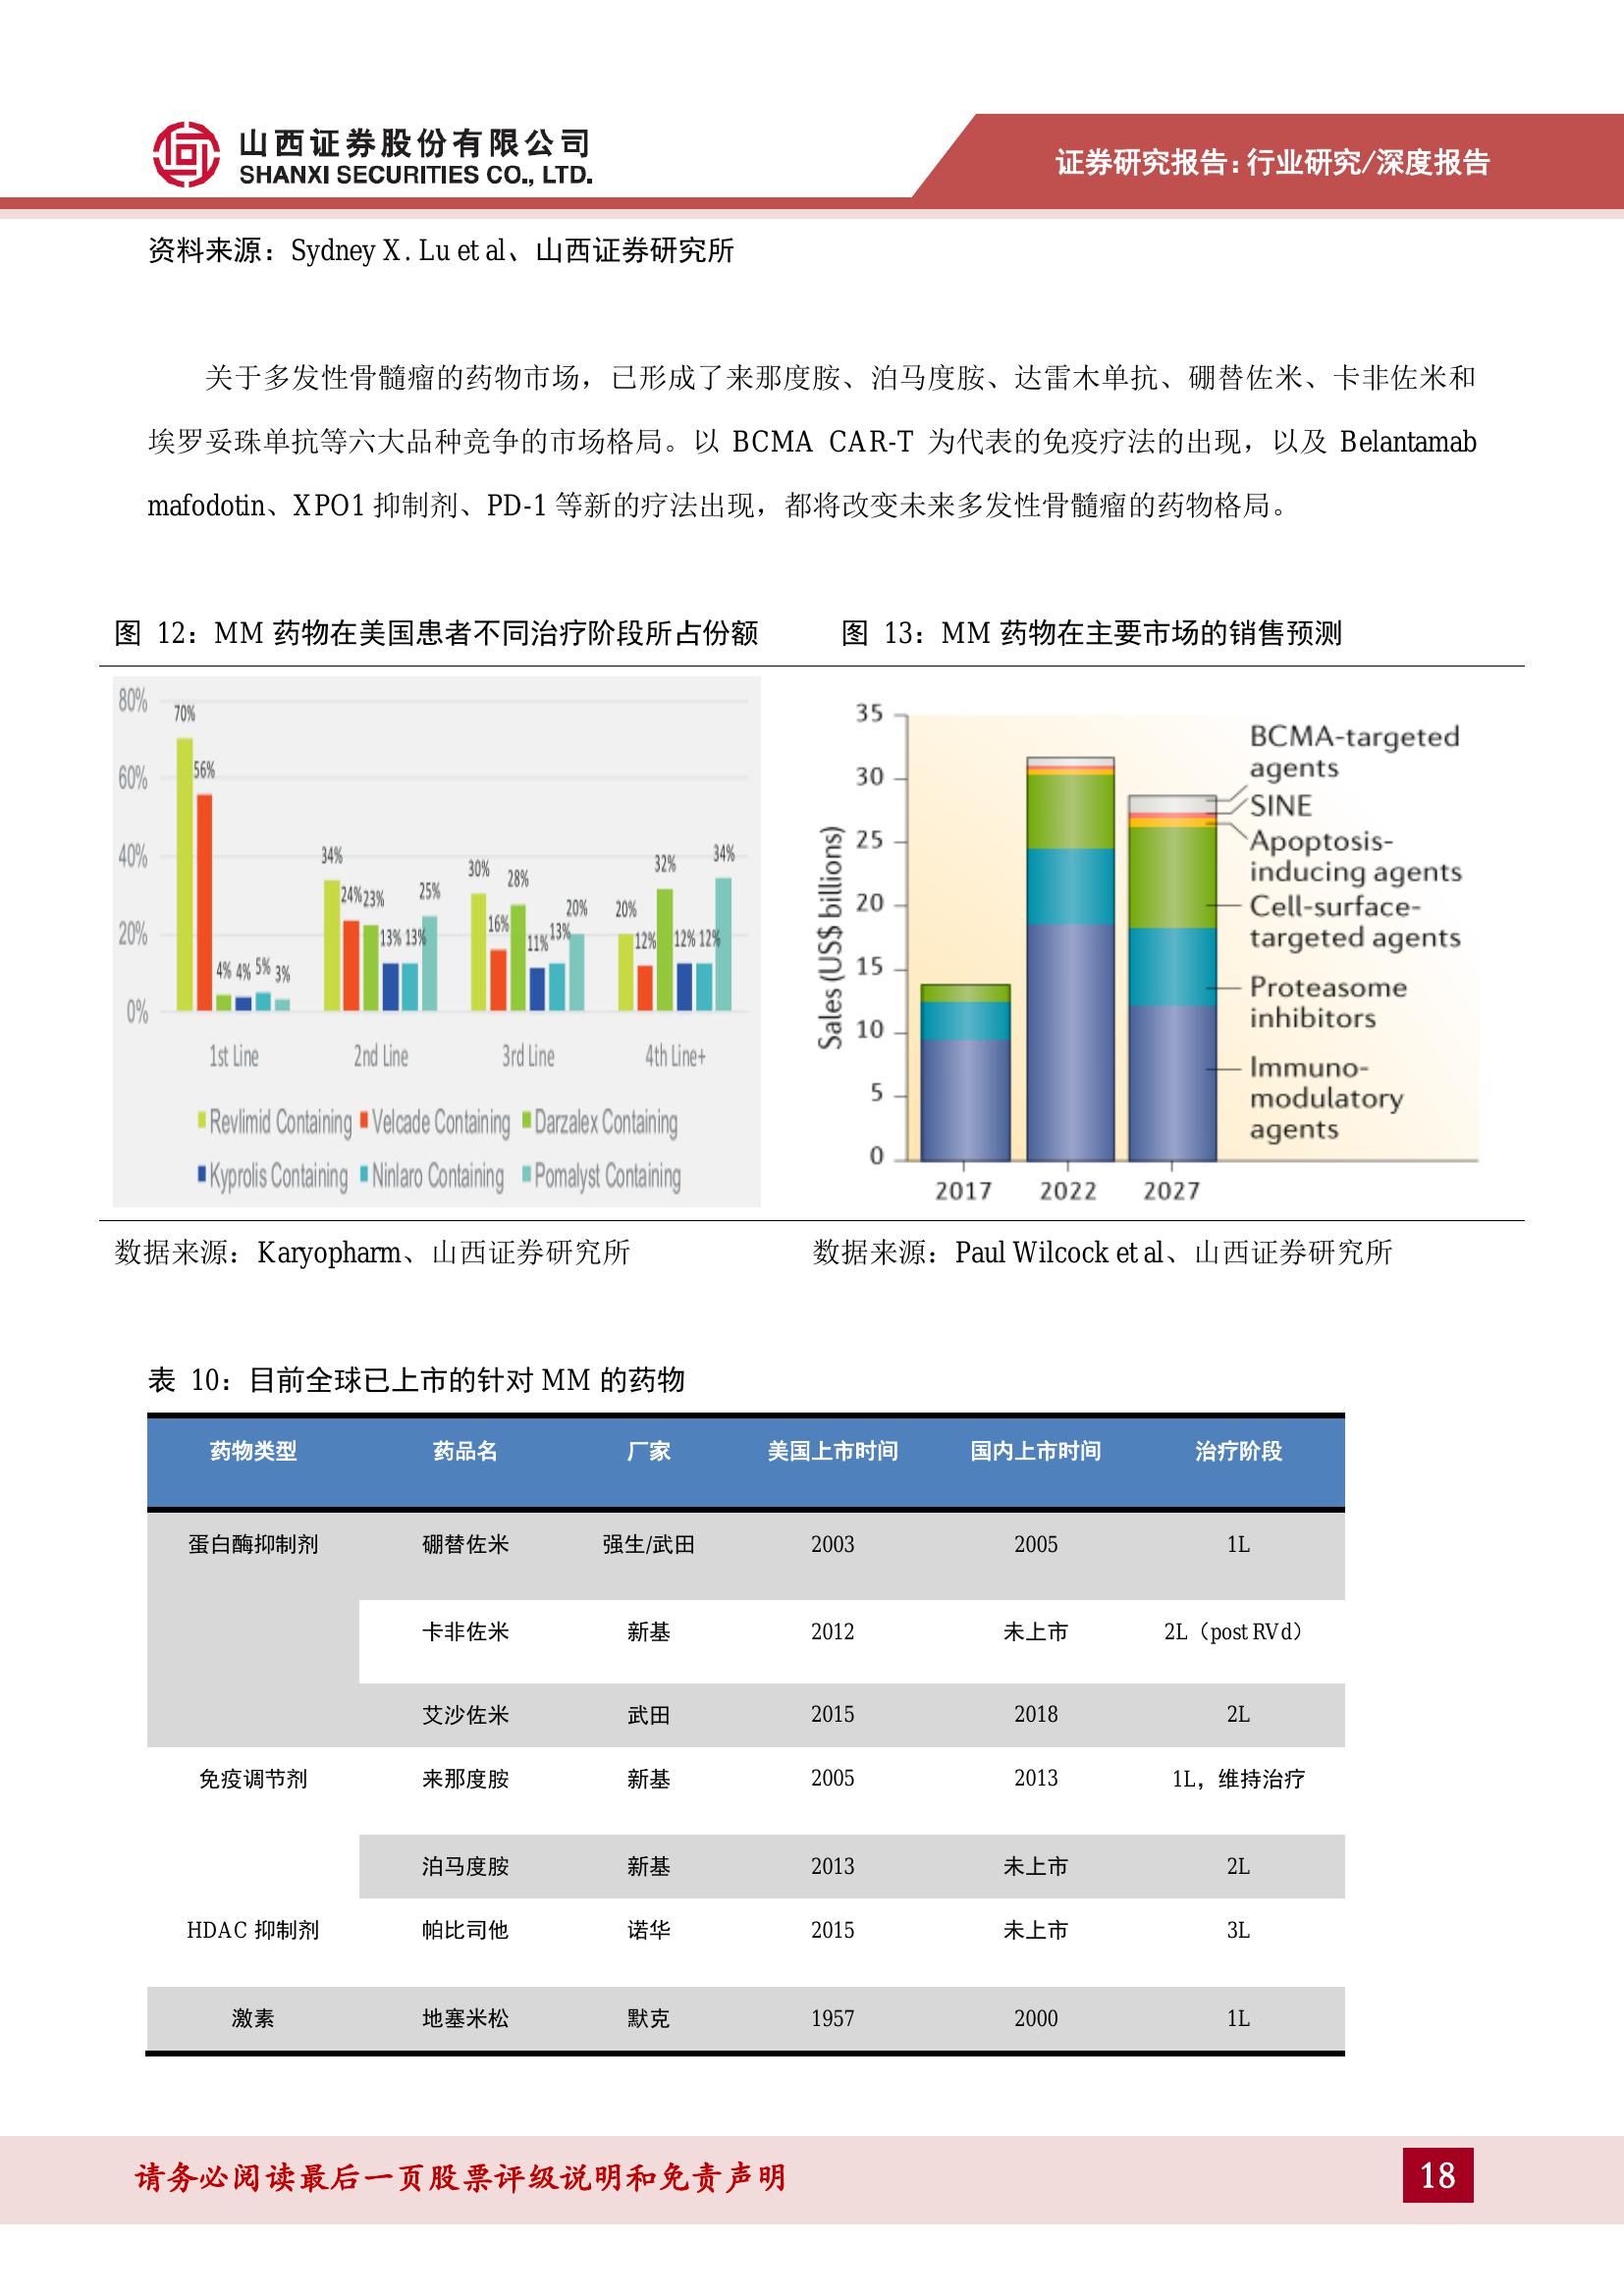 山西证券股份有限公司
SHANXI SECURITIES CO., LTD.
证券研究报告:行业研究/深度报告
资料来源：Sydney X. Lu et al、山西证券研究所
关于多发性骨髓瘤的药物市场，已形成了来那度胺、泊马度胺、达雷木单抗、硼替佐米、卡非佐米和
埃罗妥珠单抗等六大品种竞争的市场格局。以 BCMA CAR-T 为代表的免疫疗法的出现，以及 Belantamab
mafodotin、XPO1 抑制剂、PD-1 等新的疗法出现，都将改变未来多发性骨髓瘤的药物格局。
图 12：MM 药物在美国患者不同治疗阶段所占份额
80%
60%
40%
20%
0%
70% 56% 4% 4% 5% 3%
34% 24% 23% 13% 13% 25%
30% 16% 28% 11% 13% 20%
20% 12% 32% 12% 12% 34%
1st Line 2nd Line 3rd Line 4th Line+
Revlimid Containing Velcade Containing Darzalex Containing
Kyprolis Containing Ninlaro Containing Pomalyst Containing
数据来源：Karyopharm、山西证券研究所
图 13：MM 药物在主要市场的销售预测
Sales (US$ billions)
35
30
25
20
15
10
5
0
2017 2022 2027
BCMA-targeted
agents
SINE
Apoptosis-
inducing agents
Cell-surface-
targeted agents
Proteasome
inhibitors
Immuno-
modulatory
agents
数据来源：Paul Wilcock et al、山西证券研究所
表 10：目前全球已上市的针对 MM 的药物
药物类型 药品名 厂家 美国上市时间 国内上市时间 治疗阶段
蛋白酶抑制剂 硼替佐米 强生/武田 2003 2005 1L
卡非佐米 新基 2012 未上市 2L（post RVd）
艾沙佐米 武田 2015 2018 2L
免疫调节剂 来那度胺 新基 2005 2013 1L，维持治疗
泊马度胺 新基 2013 未上市 2L
HDAC 抑制剂 帕比司他 诺华 2015 未上市 3L
激素 地塞米松 默克 1957 2000 1L
请务必阅读最后一页股票评级说明和免责声明
18